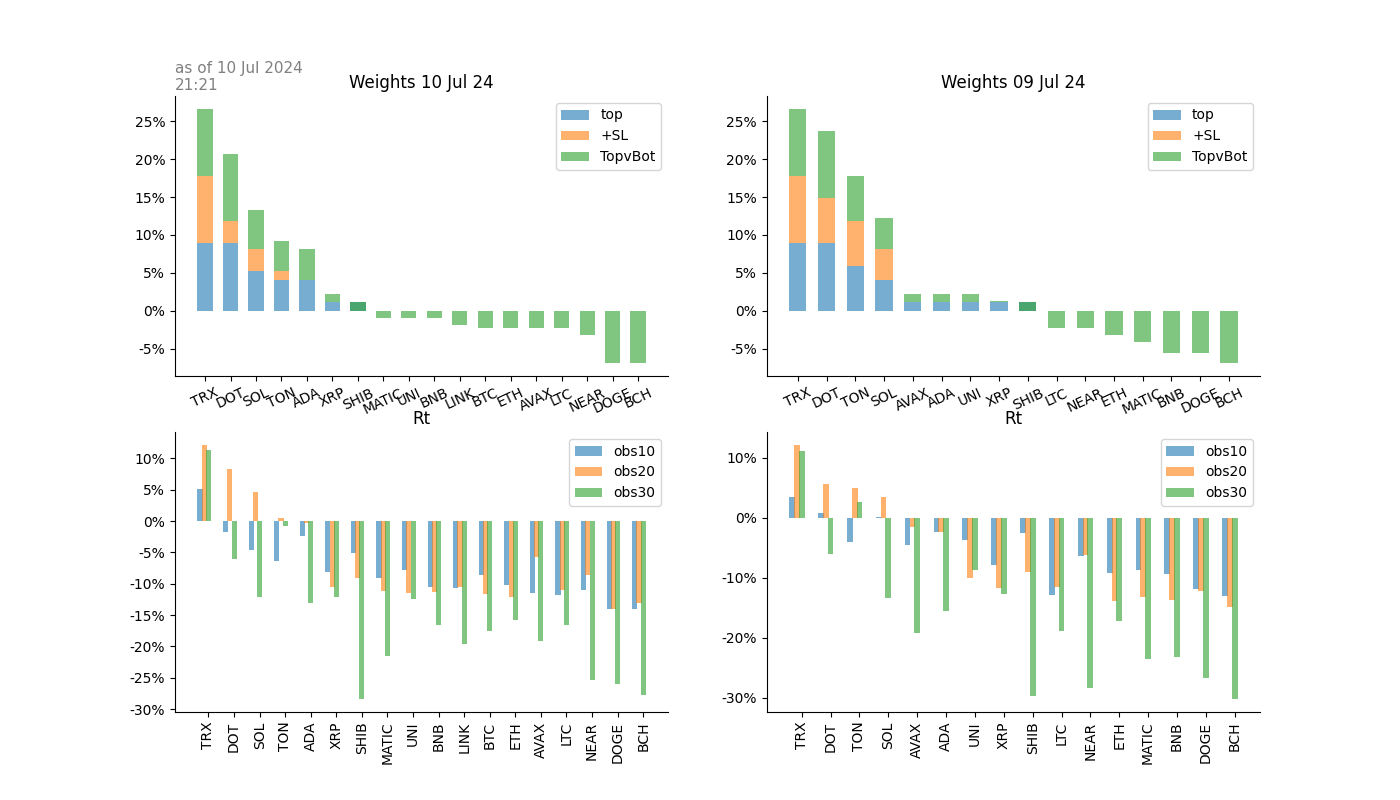 as of 10 Jul 2024
21:21
Weights 10 Jul 24
25%
20%
15%
10%
5%
0%
-5%
top
+SL
TopvBot
TRX DOT SOL TON ADA XRP SHIB MATIC UNI BNB LINK BTC ETH AVAX LTC NEAR DOGE BCH
Weights 09 Jul 24
25%
20%
15%
10%
5%
0%
-5%
top
+SL
TopvBot
TRX DOT TON SOL AVAX ADA UNI XRP SHIB LTC NEAR ETH MATIC BNB DOGE BCH
Rt
10%
5%
0%
-5%
-10%
-15%
-20%
-25%
-30%
obs10
obs20
obs30
TRX DOT SOL TON ADA XRP SHIB MATIC UNI BNB LINK BTC ETH AVAX LTC NEAR DOGE BCH
Rt
10%
0%
-10%
-20%
-30%
obs10
obs20
obs30
TRX DOT TON SOL AVAX ADA UNI XRP SHIB LTC NEAR ETH MATIC BNB DOGE BCH